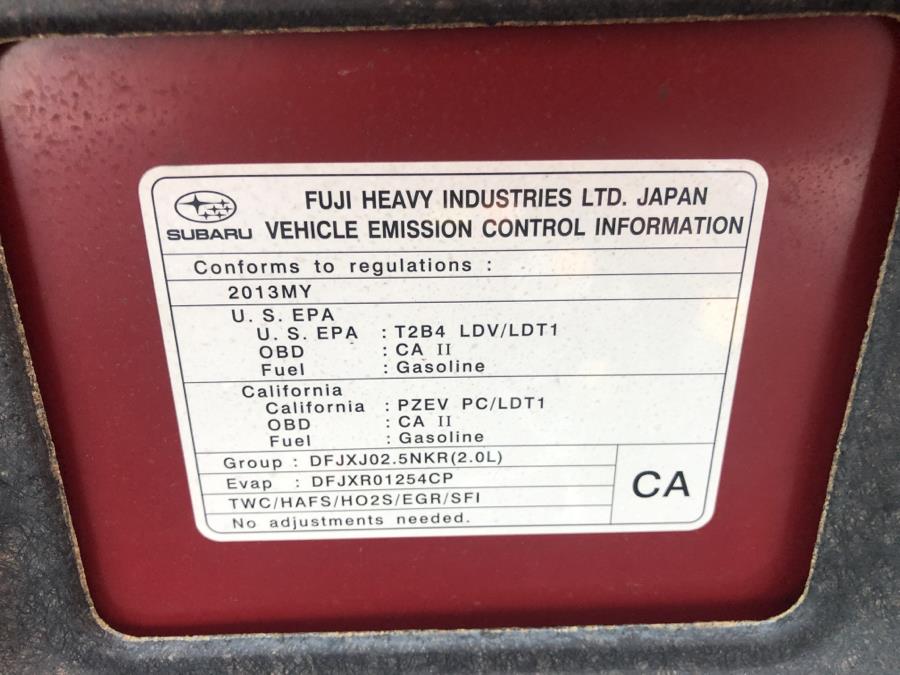 SUBARU
FUJI HEAVY INDUSTRIES LTD. JAPAN
VEHICLE EMISSION CONTROL INFORMATION
Conforms to regulations :
2013MY
U. S. EPA
U. S. EPA : T2B4 LDV/LDT1
OBD : CA II
Fuel : Gasoline
California
California : PZEV PC/LDT1
OBD : CA II
Fuel : Gasoline
Group : DFJXJ02.5NKR(2.0L)
Evap : DFJXR01254CP
TWC/HAFS/HO2S/EGR/SFI
No adjustments needed.
CA